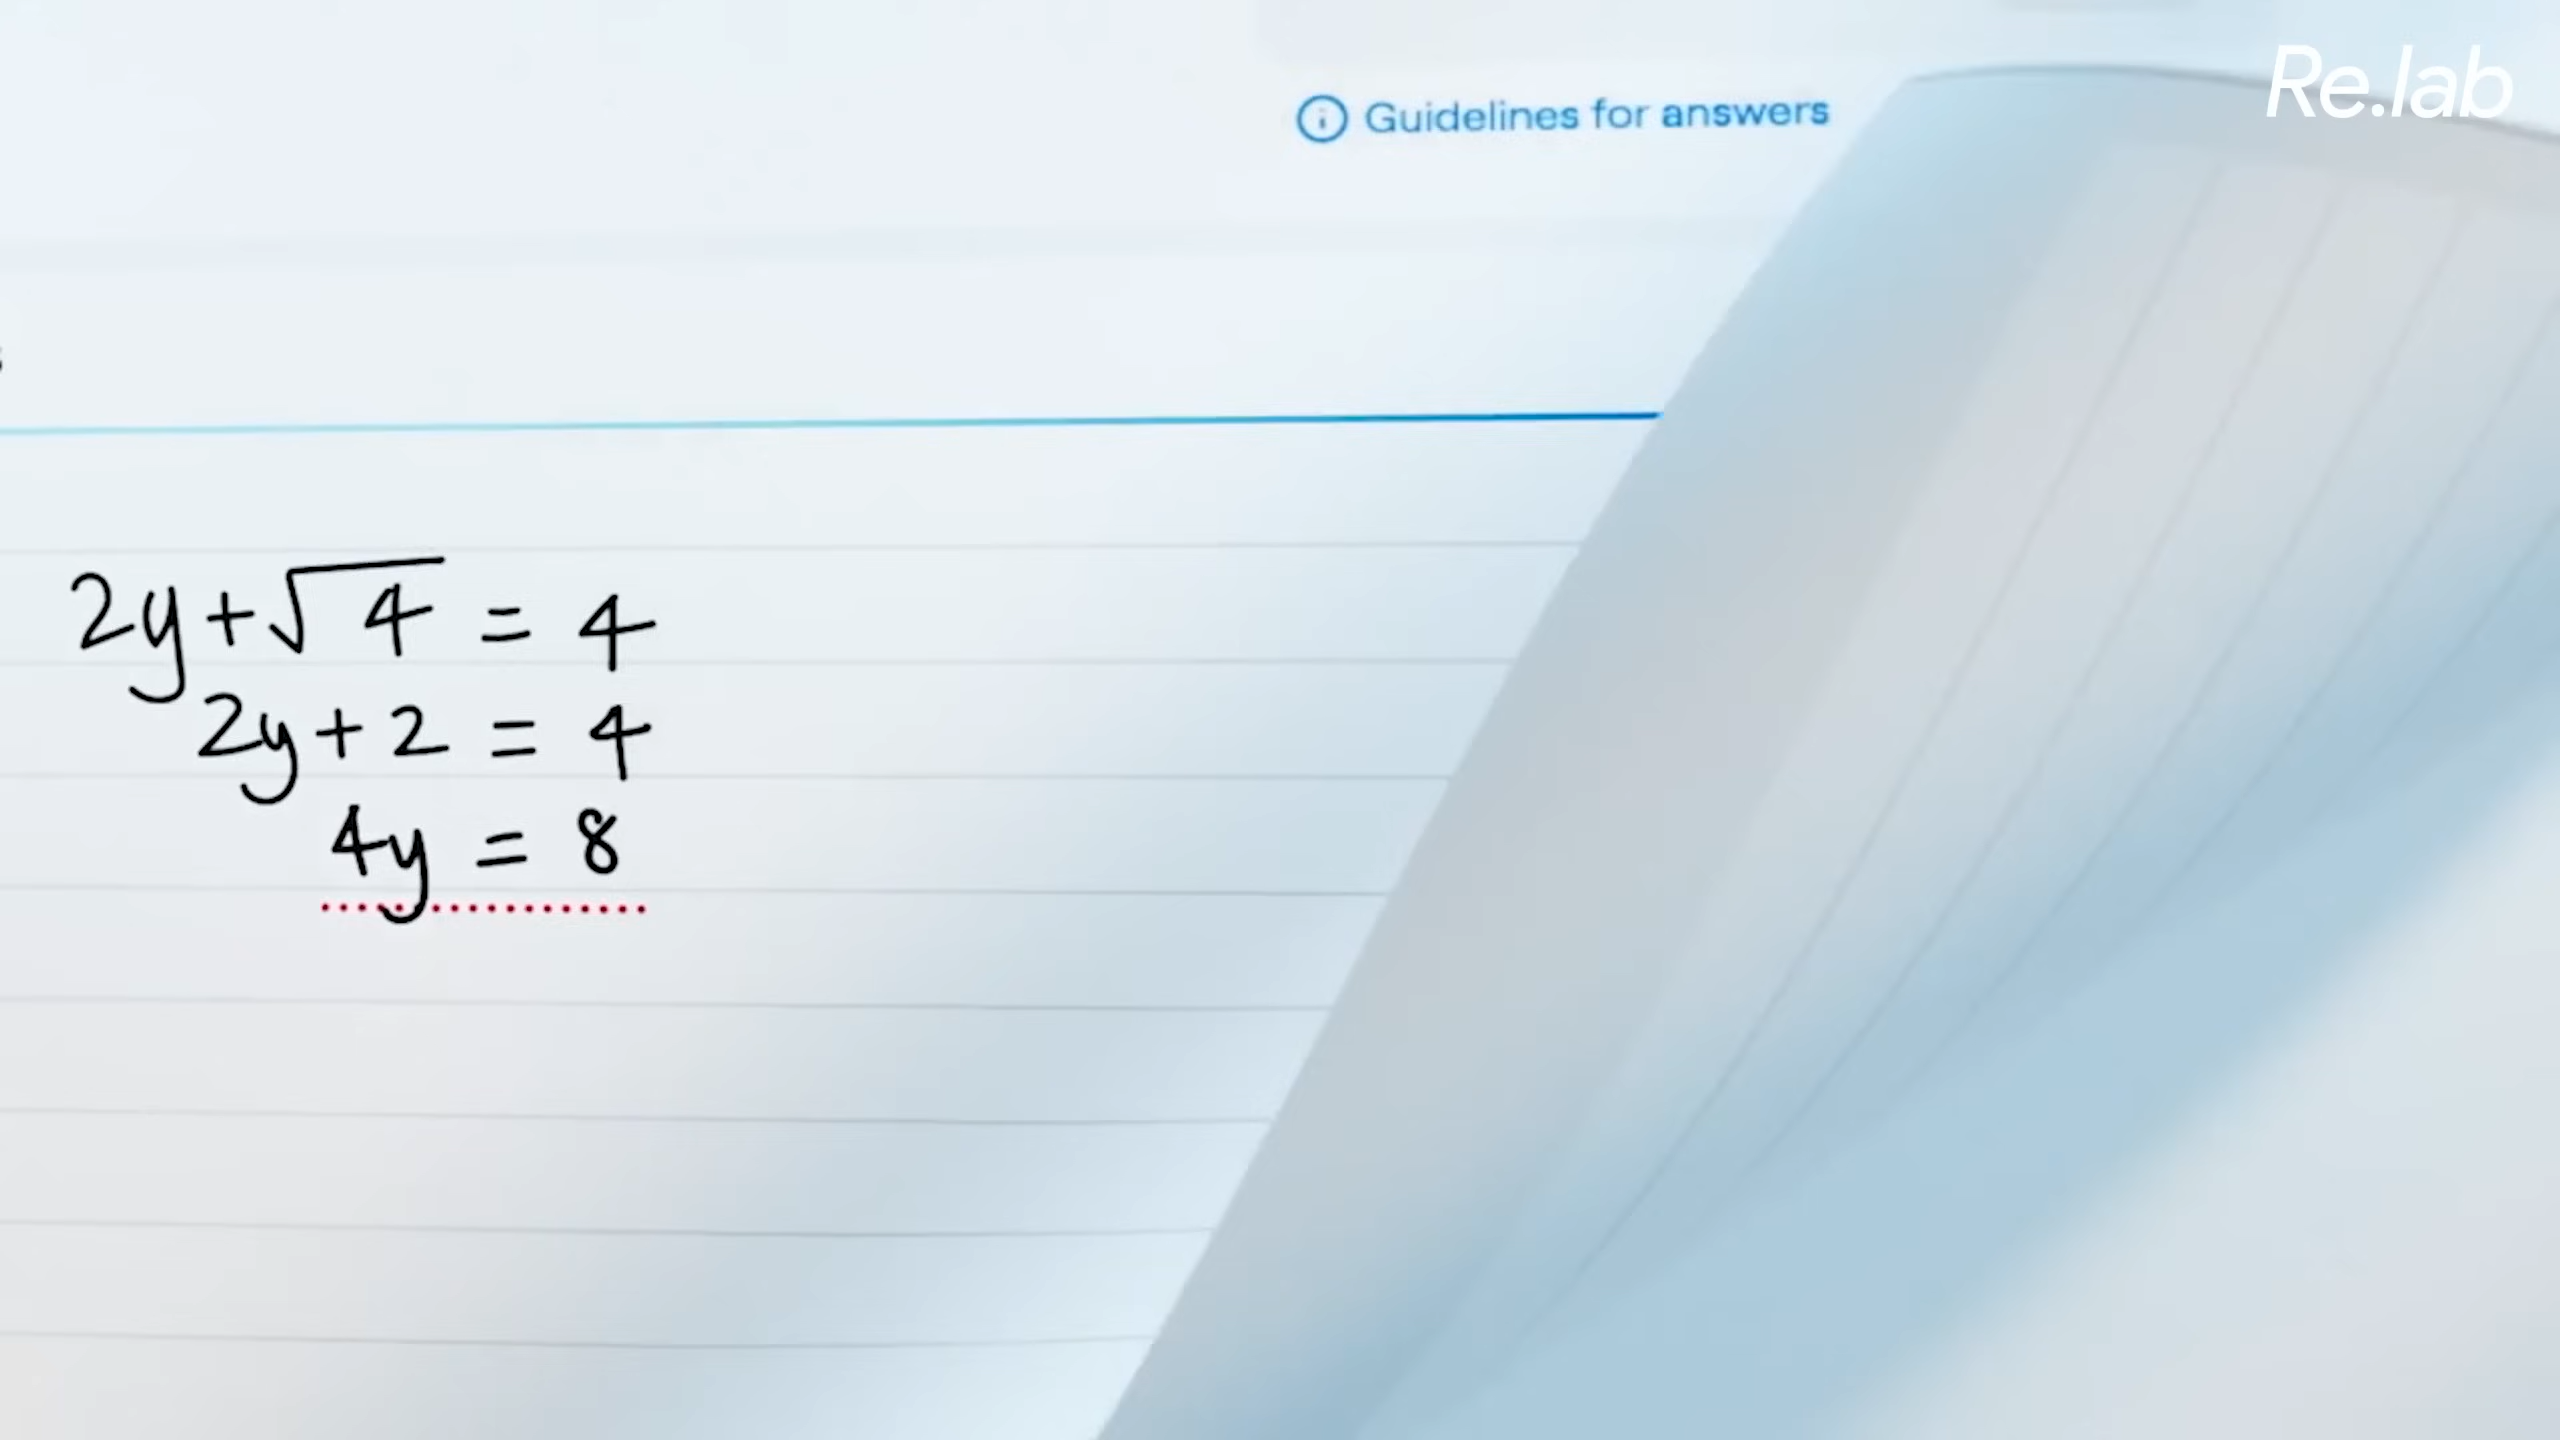 Re.lab
Guidelines for answers
2y+√4 = 4
2y+2 = 4
4y = 8